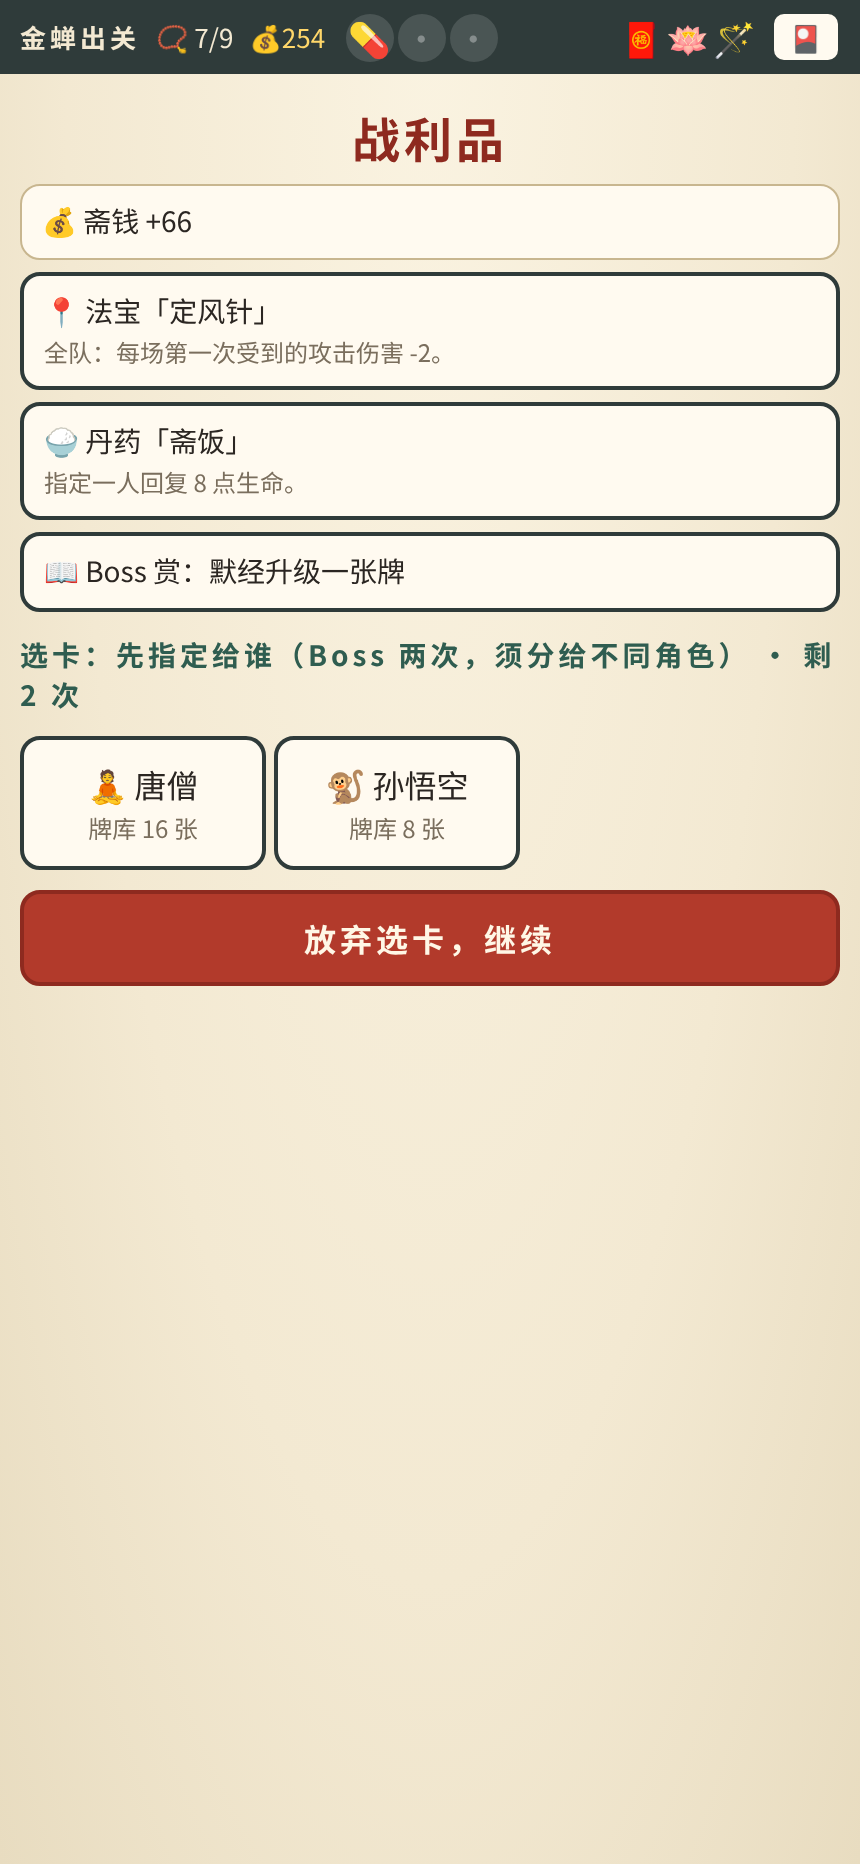 金蝉出关 7/9 254
战利品
斋钱 +66
法宝「定风针」
全队：每场第一次受到的攻击伤害 -2。
丹药「斋饭」
指定一人回复 8 点生命。
Boss 赏：默经升级一张牌
选卡：先指定给谁（Boss 两次，须分给不同角色） · 剩
2 次
唐僧 孙悟空
牌库 16 张 牌库 8 张
放弃选卡，继续